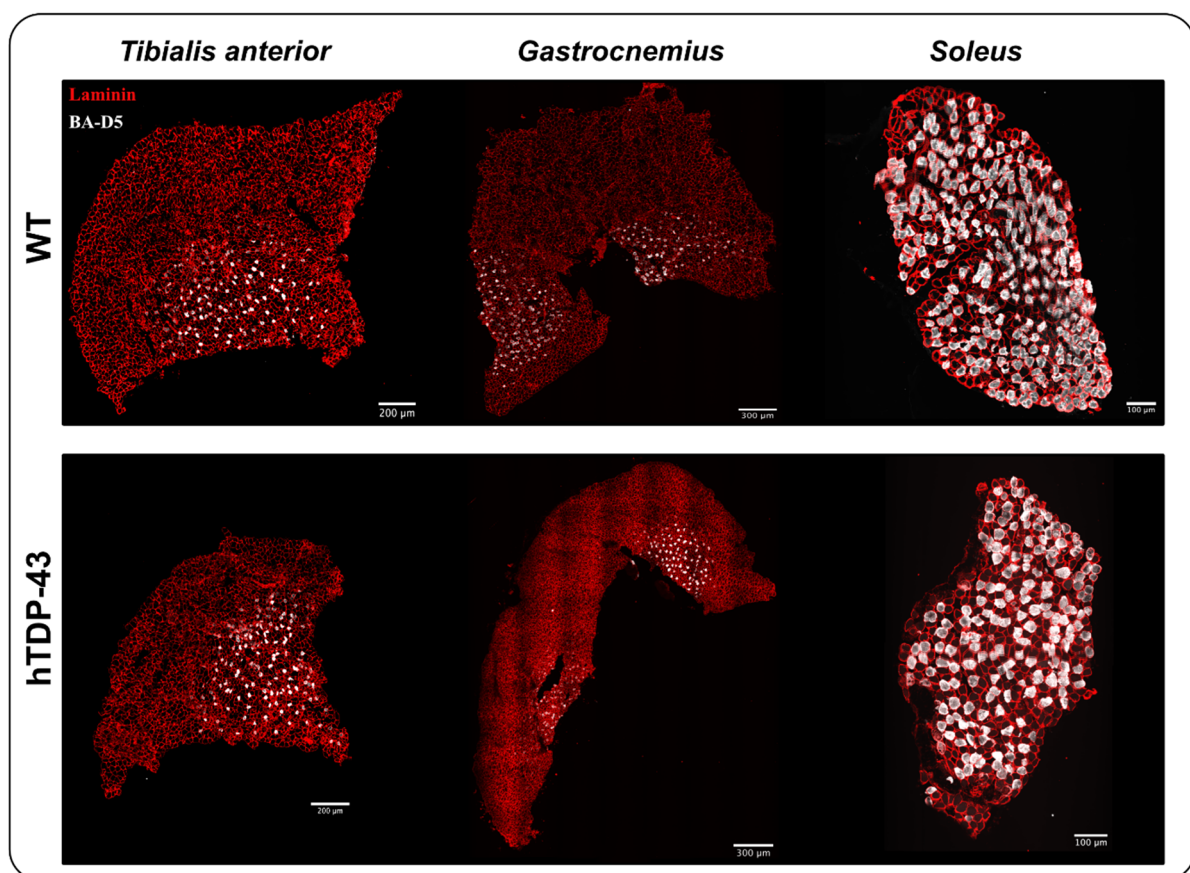 Tibialis anterior Gastrocnemius Soleus
Laminin
BA-D5
WT
200 µm 300 µm 100 µm
hTDP-43
200 µm 300 µm 100 µm